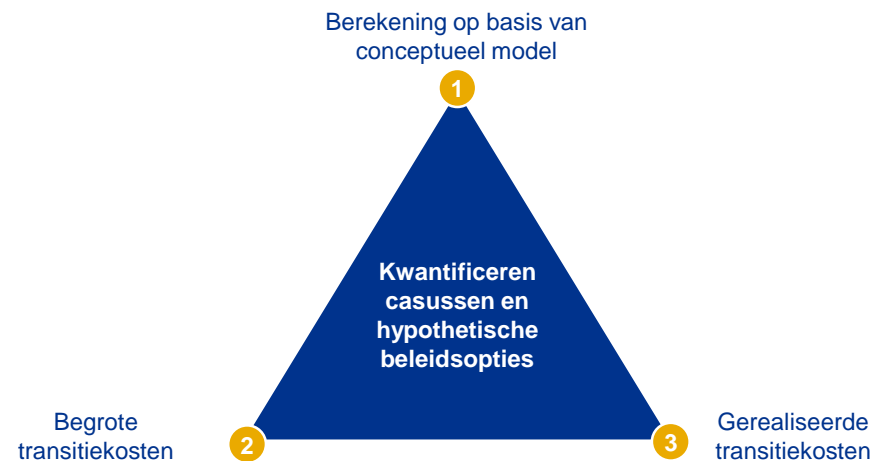 Berekening op basis van
conceptueel model
1
Kwantificeren
casussen en
hypothetische
beleidsopties
Begrote
transitiekosten
2
3
Gerealiseerde
transitiekosten